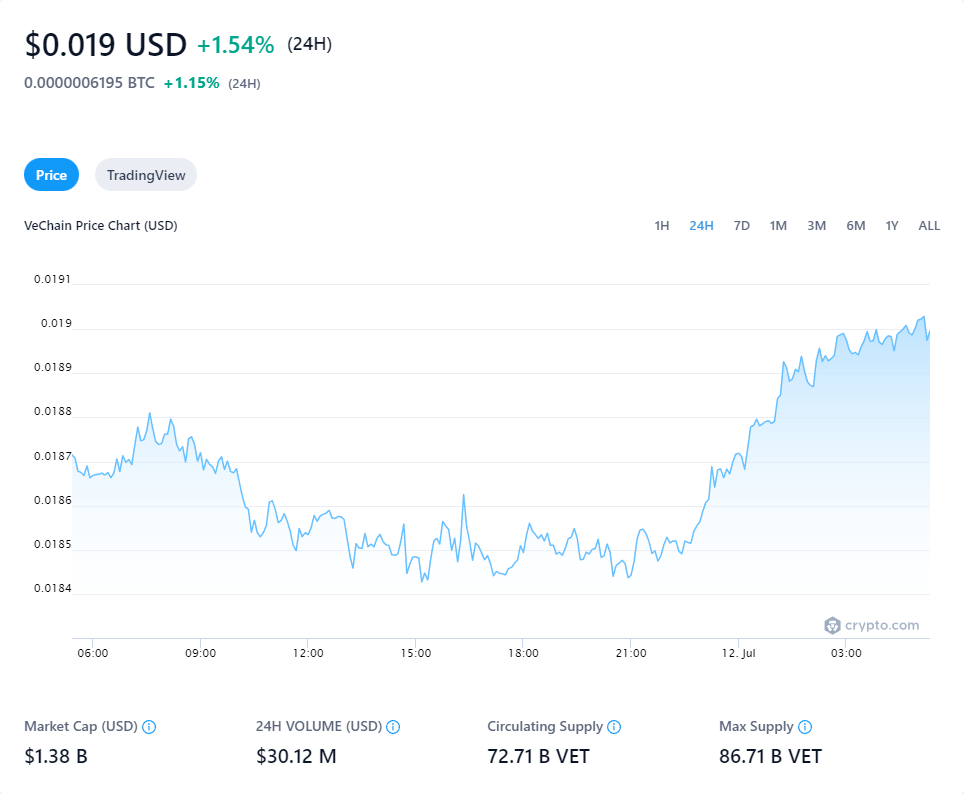 $0.019 USD +1.54% (24H)
0.0000006195 BTC +1.15% (24H)
Price TradingView
VeChain Price Chart (USD) 1H 24H 7D 1M 3M 6M 1Y ALL
0.0191
0.019
0.0189
0.0188
0.0187
0.0186
0.0185
0.0184
crypto.com
06:00 09:00 12:00 15:00 18:00 21:00 12. Jul 03:00
Market Cap (USD) 24H VOLUME (USD) Circulating Supply Max Supply
$1.38 B $30.12 M 72.71 B VET 86.71 B VET